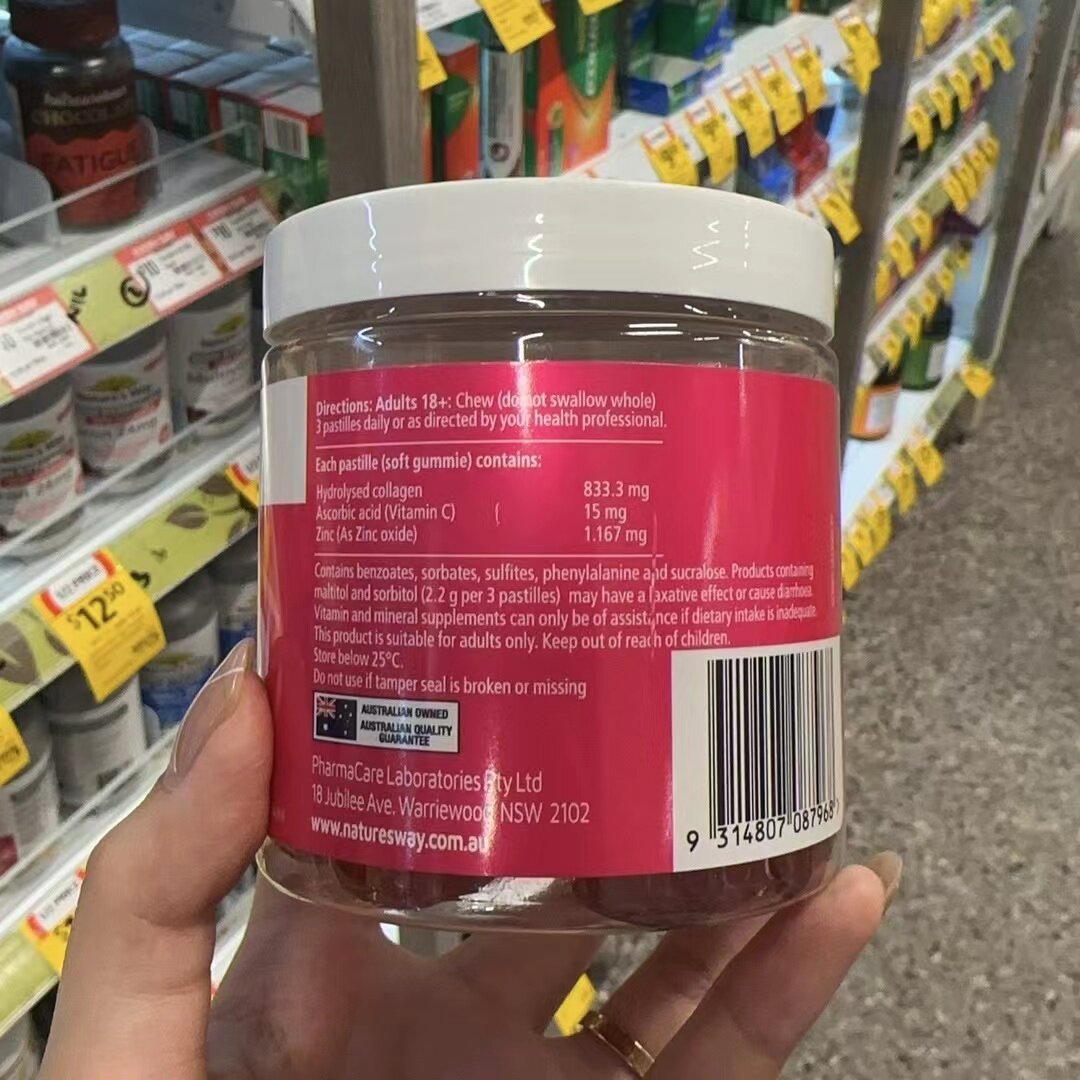 CHOCOLATE
FATIGUE
1/2 PRICE
$12.50
Directions: Adults 18+: Chew (do not swallow whole)
3 pastilles daily or as directed by your health professional.
Each pastille (soft gummie) contains:
Hydrolysed collagen 833.3 mg
Ascorbic acid (Vitamin C) ( 15 mg
Zinc (As Zinc oxide) 1.167 mg
Contains benzoates, sorbates, sulfites, phenylalanine and sucralose. Products containing
maltitol and sorbitol (2.2 g per 3 pastilles) may have a laxative effect or cause diarrhoea.
Vitamin and mineral supplements can only be of assistance if dietary intake is inadequate.
This product is suitable for adults only. Keep out of reach of children.
Store below 25°C.
Do not use if tamper seal is broken or missing
AUSTRALIAN OWNED
AUSTRALIAN QUALITY
GUARANTEE
PharmaCare Laboratories Pty Ltd
18 Jubilee Ave. Warriewood NSW 2102
www.naturesway.com.au
9 314807 087968